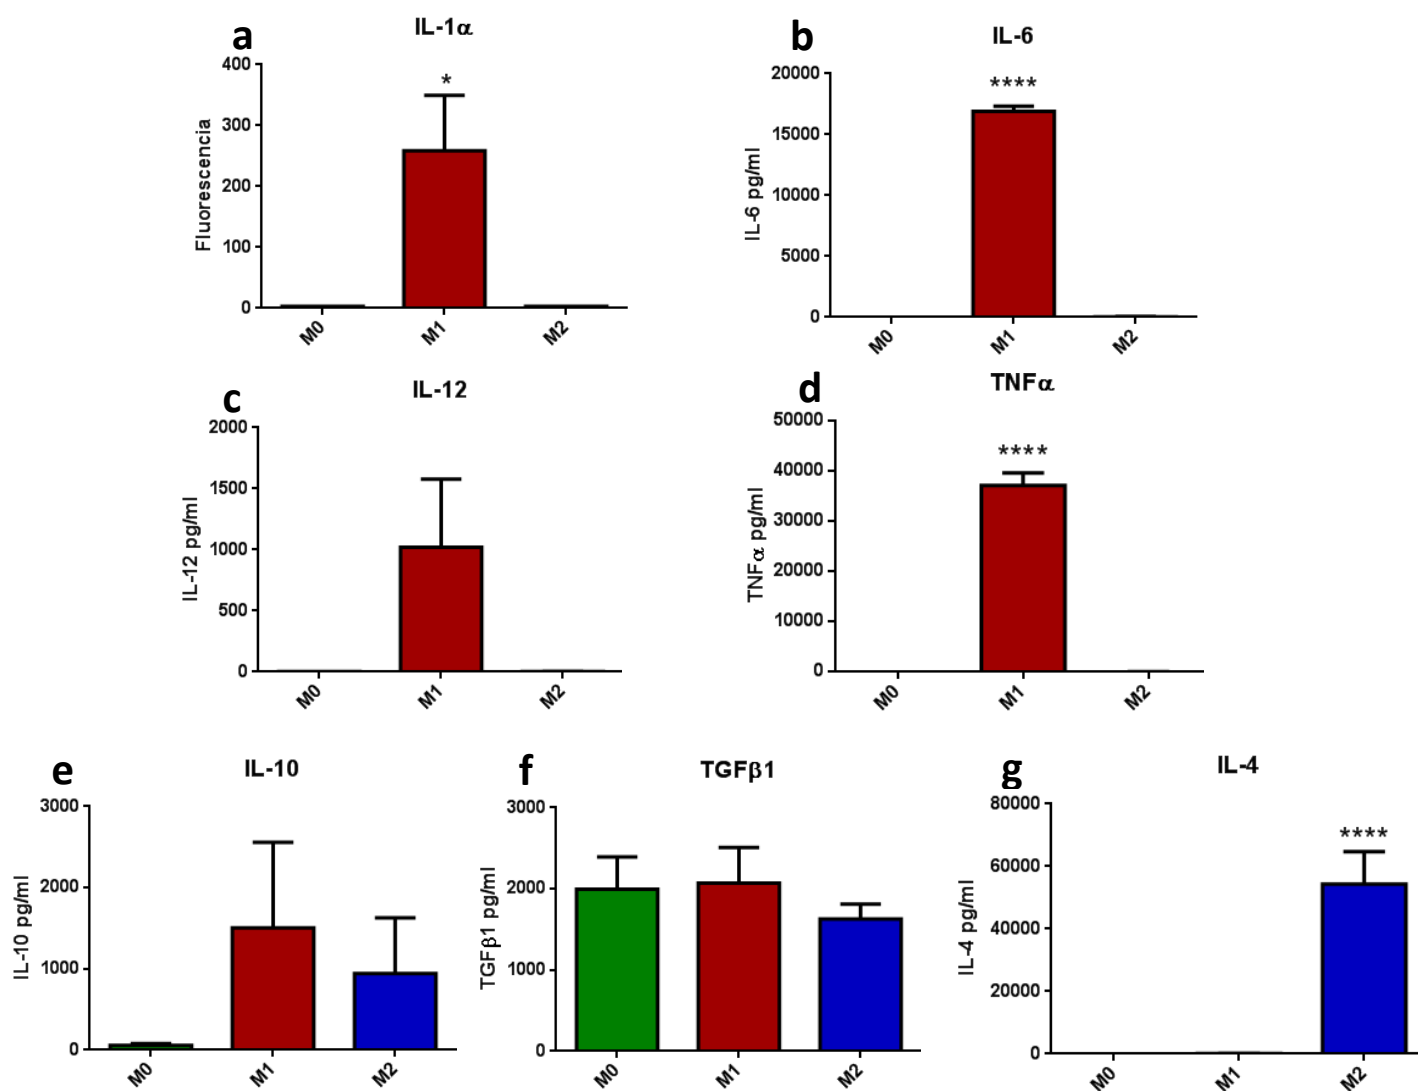 a
IL-1α
Fluorescencia
400
300
200
100
0
*
M0
M1
M2
b
IL-6
IL-6 pg/ml
20000
15000
10000
5000
0
****
M0
M1
M2
c
IL-12
IL-12 pg/ml
2000
1500
1000
500
0
M0
M1
M2
d
TNFα
TNFα pg/ml
50000
40000
30000
20000
10000
0
****
M0
M1
M2
e
IL-10
IL-10 pg/ml
3000
2000
1000
0
M0
M1
M2
f
TGFβ1
TGFβ1 pg/ml
3000
2000
1000
0
M0
M1
M2
g
IL-4
IL-4 pg/ml
80000
60000
40000
20000
0
****
M0
M1
M2